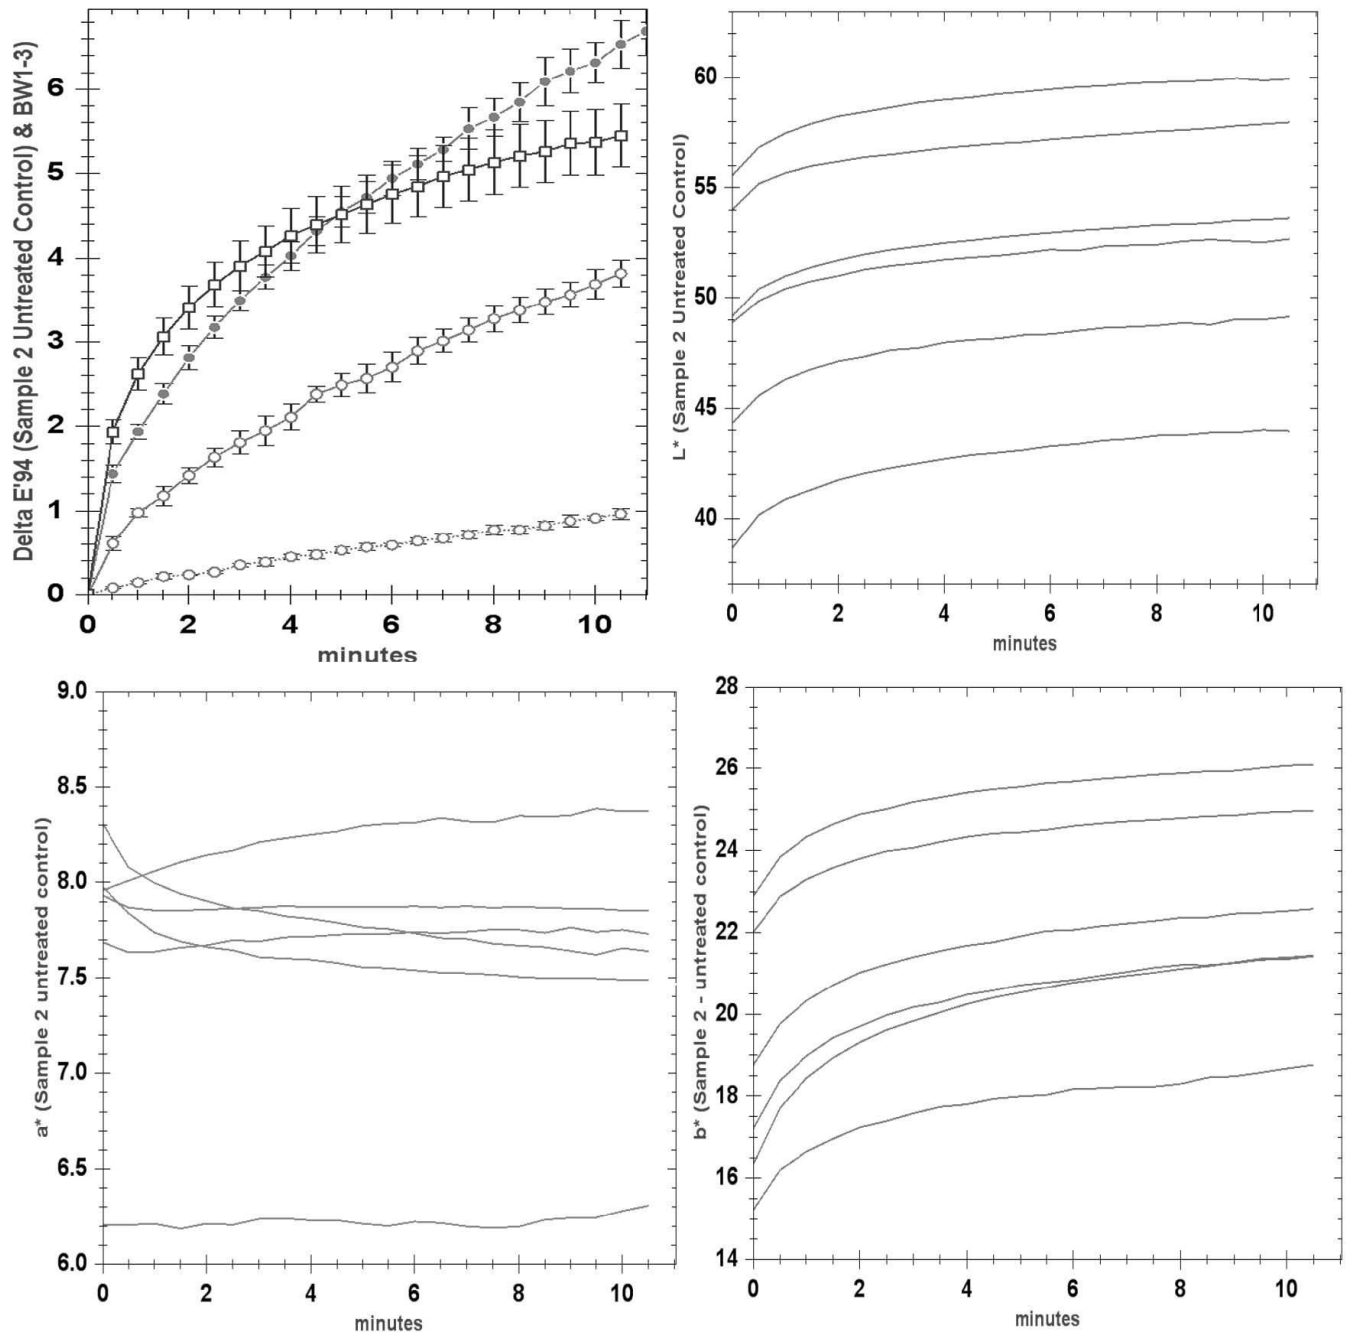 Delta E'94 (Sample 2 Untreated Control) & BW1-3)
6
5
4
3
2
1
0
0 2 4 6 8 10
minutes
L* (Sample 2 Untreated Control)
60
55
50
45
40
0 2 4 6 8 10
minutes
a* (Sample 2 untreated control)
9.0
8.5
8.0
7.5
7.0
6.5
6.0
0 2 4 6 8 10
minutes
b* (Sample 2 - untreated control)
28
26
24
22
20
18
16
14
0 2 4 6 8 10
minutes